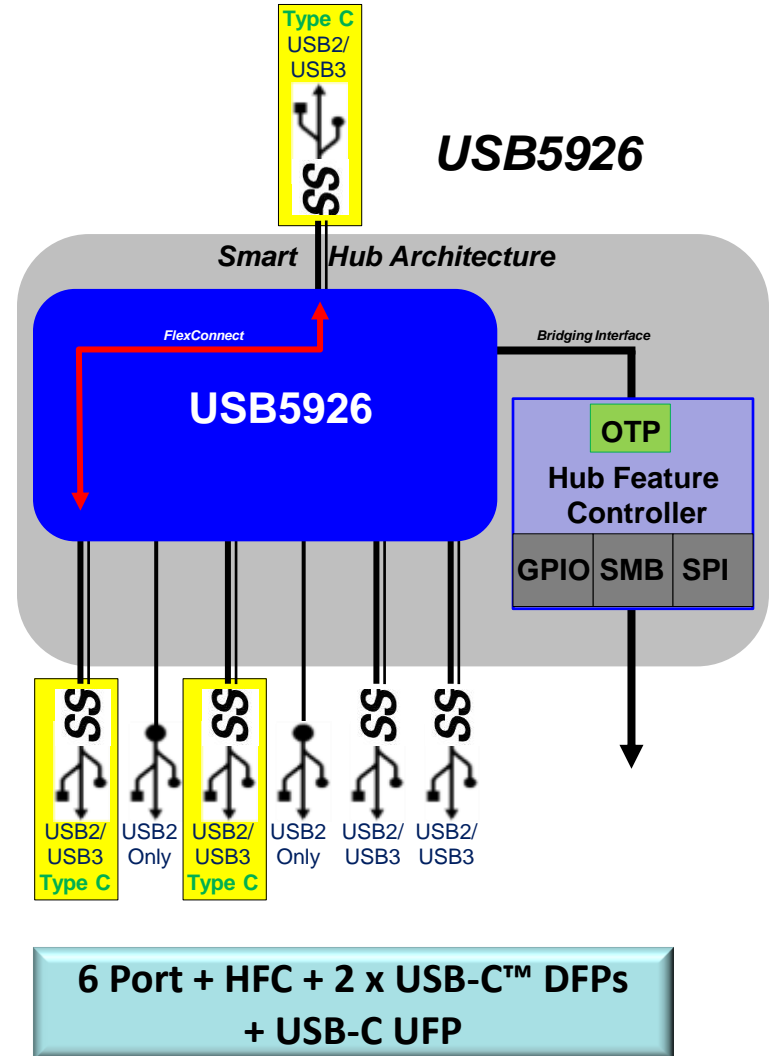 Type C
USB2/
USB3
SS
USB5926
Smart Hub Architecture
FlexConnect
Bridging Interface
USB5926
OTP
Hub Feature
Controller
GPIO SMB SPI
SS SS SS SS
USB2/ USB2 USB2/ USB2 USB2/ USB2/
USB3 Only USB3 Only USB3 USB3
Type C Type C
6 Port + HFC + 2 x USB-C™ DFPs
+ USB-C UFP